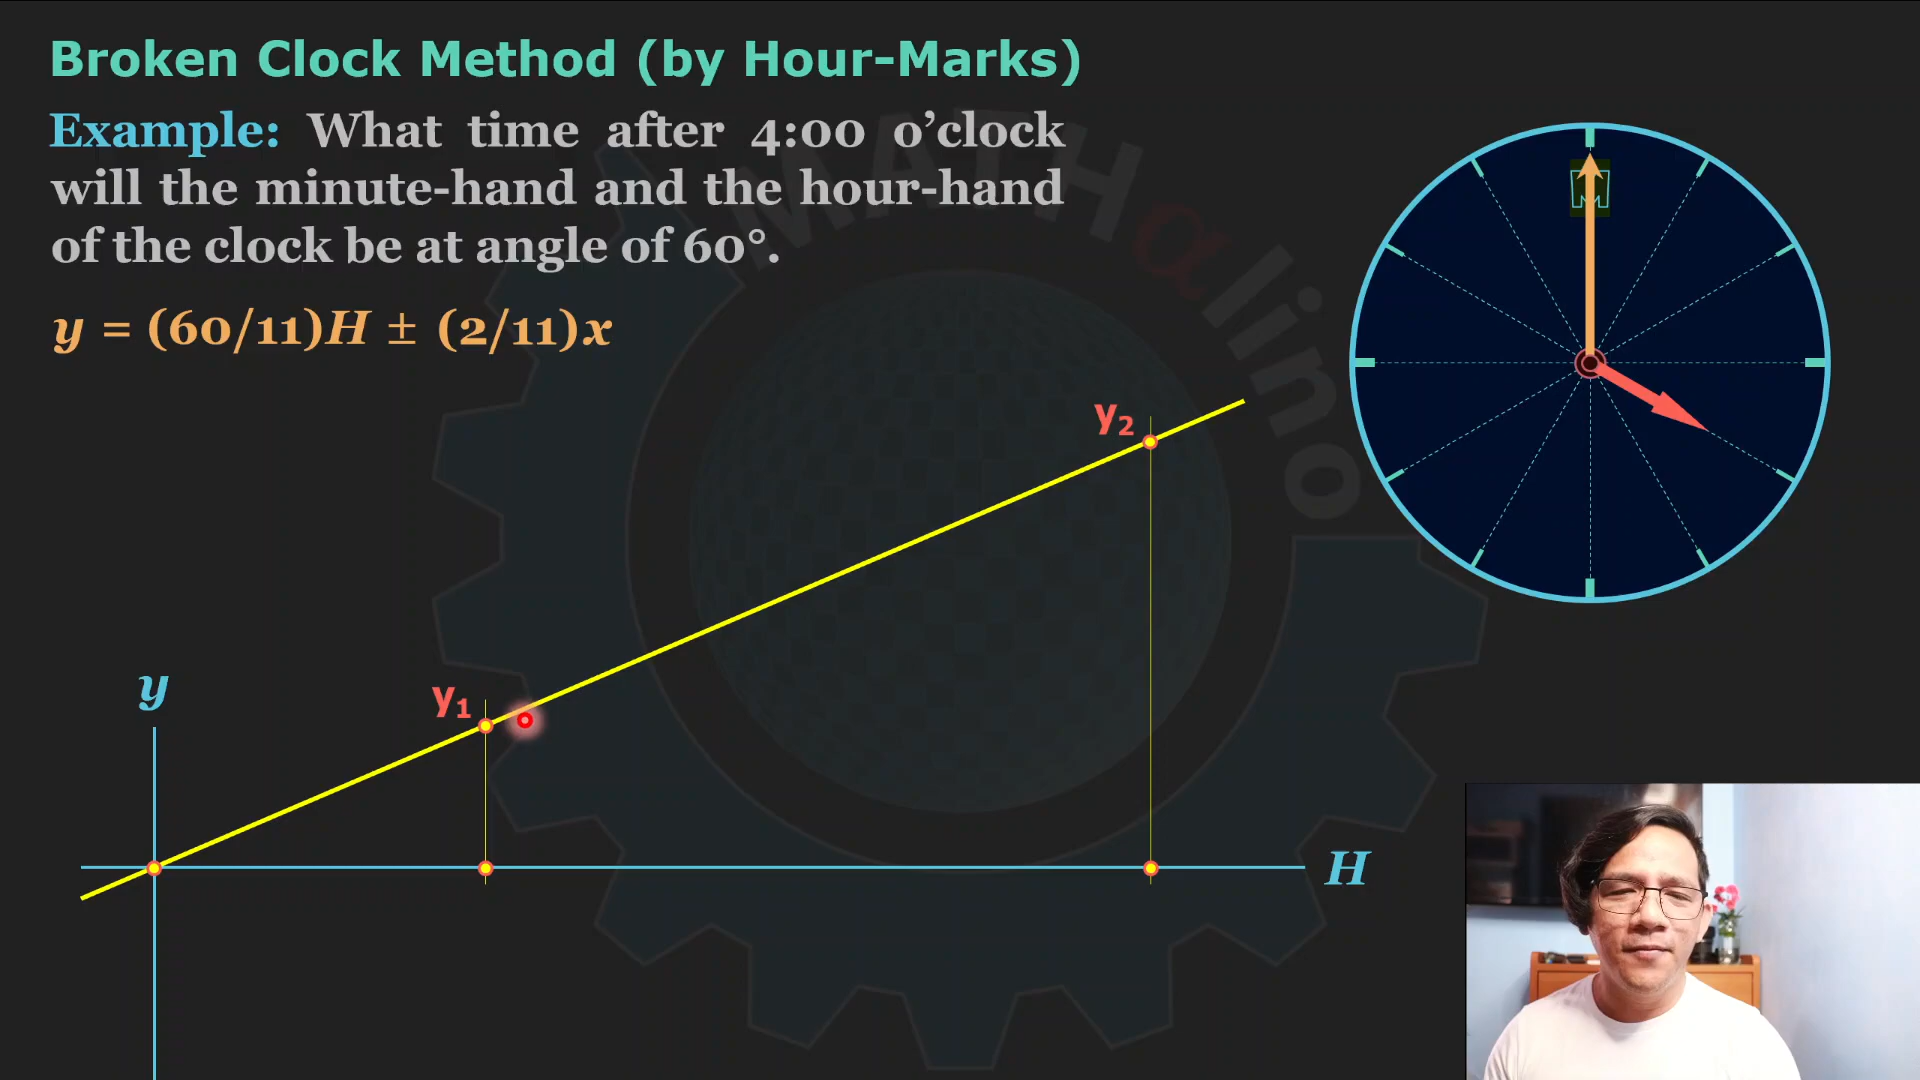 Broken Clock Method (by Hour-Marks)
Example: What time after 4:00 o’clock
will the minute-hand and the hour-hand
of the clock be at angle of 60°.
y = (60/11)H ± (2/11)x
MATHalino
M
y₂
y₁
y
H